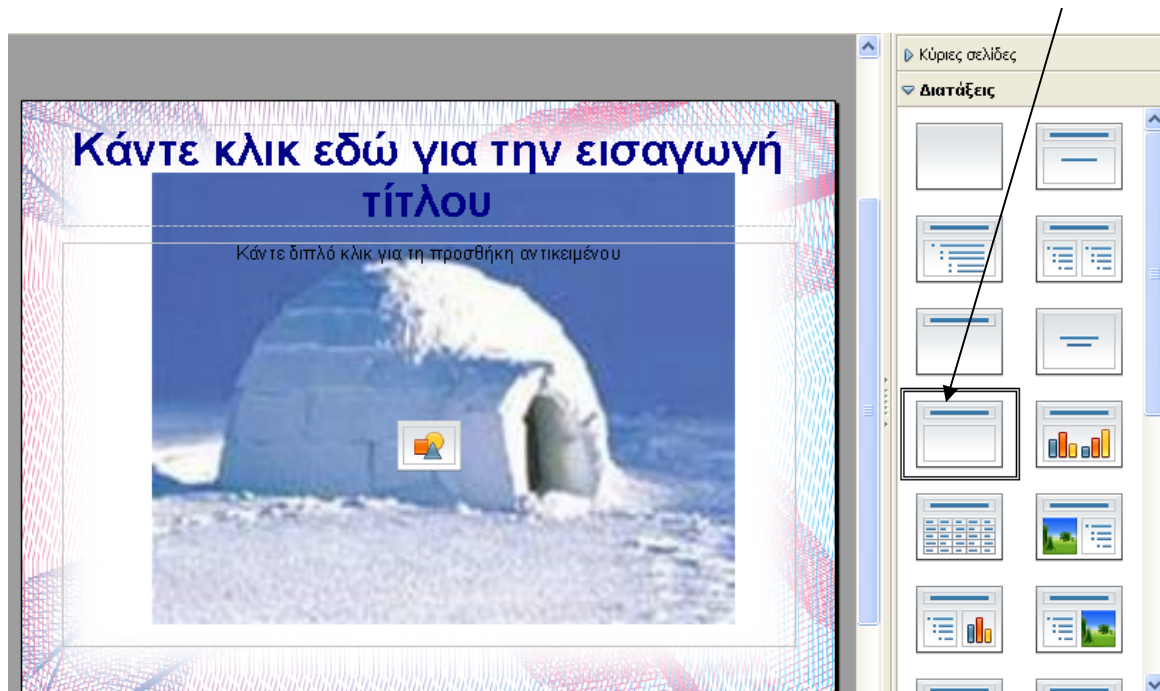 Κάντε κλικ εδώ για την εισαγωγή
τίτλου
Κάντε διπλό κλικ για τη προσθήκη αντικειμένου
Κύριες σελίδες
Διατάξεις